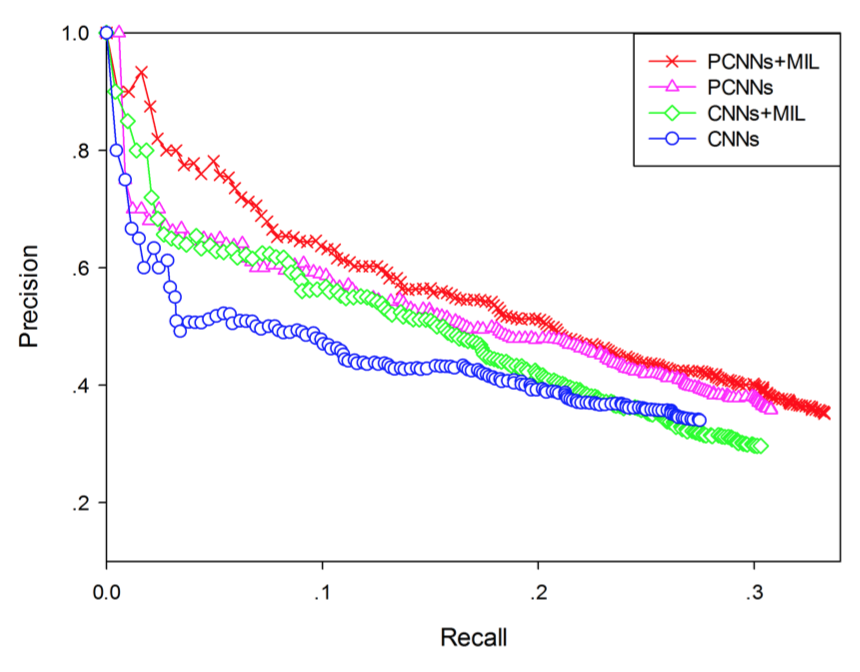 1.0
.8
.6
.4
.2
0.0
.1
.2
.3
Precision
Recall
PCNNs+MIL
PCNNs
CNNs+MIL
CNNs